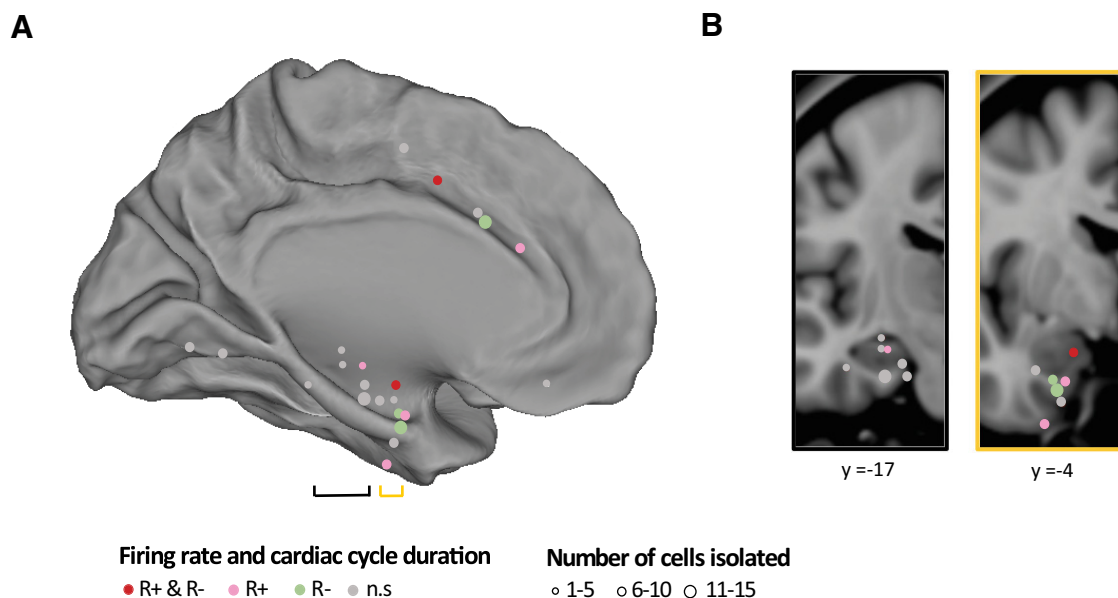 A
B
y =-17
y =-4
Firing rate and cardiac cycle duration
R+ & R- R+ R- n.s
Number of cells isolated
1-5 6-10 11-15